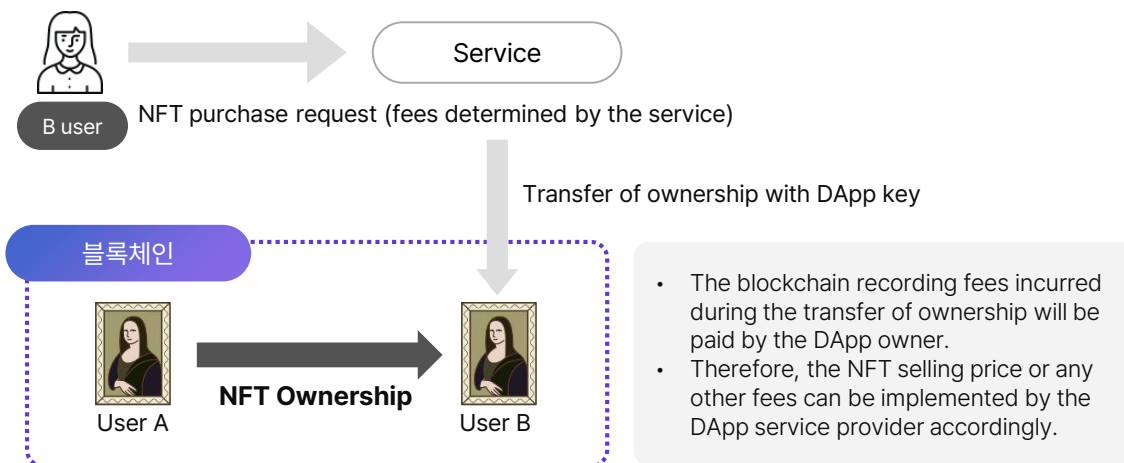 Service
B user
NFT purchase request (fees determined by the service)
Transfer of ownership with DApp key
블록체인
NFT Ownership
User A
User B
• The blockchain recording fees incurred
during the transfer of ownership will be
paid by the DApp owner.
• Therefore, the NFT selling price or any
other fees can be implemented by the
DApp service provider accordingly.